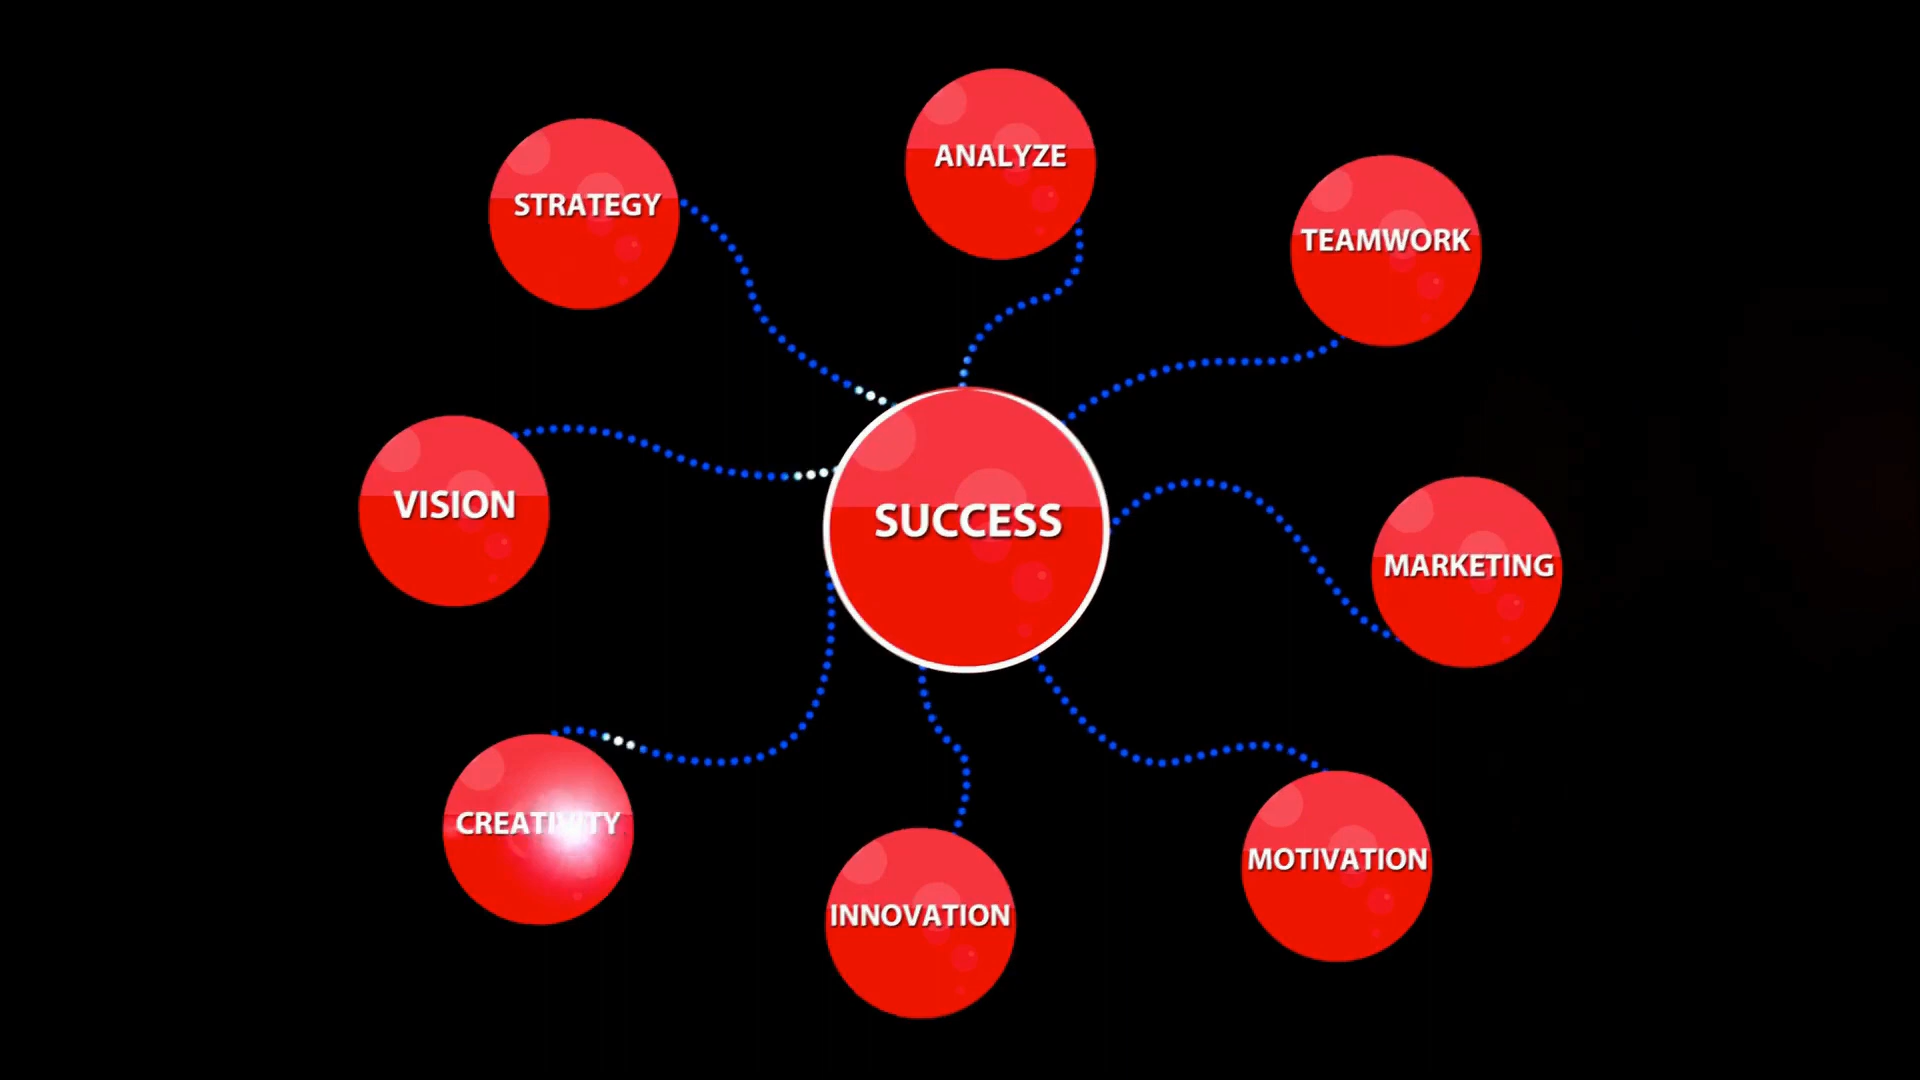 ANALYZE
STRATEGY
TEAMWORK
VISION
SUCCESS
MARKETING
CREATIVITY
MOTIVATION
INNOVATION